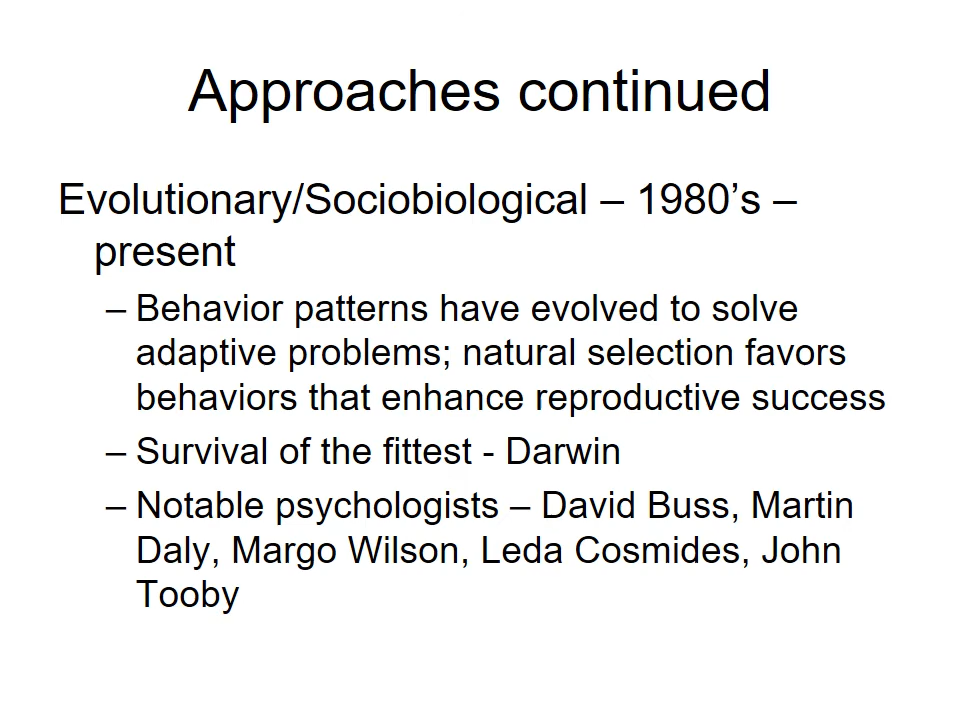 Approaches continued
Evolutionary/Sociobiological – 1980’s –
present
– Behavior patterns have evolved to solve
adaptive problems; natural selection favors
behaviors that enhance reproductive success
– Survival of the fittest - Darwin
– Notable psychologists – David Buss, Martin
Daly, Margo Wilson, Leda Cosmides, John
Tooby